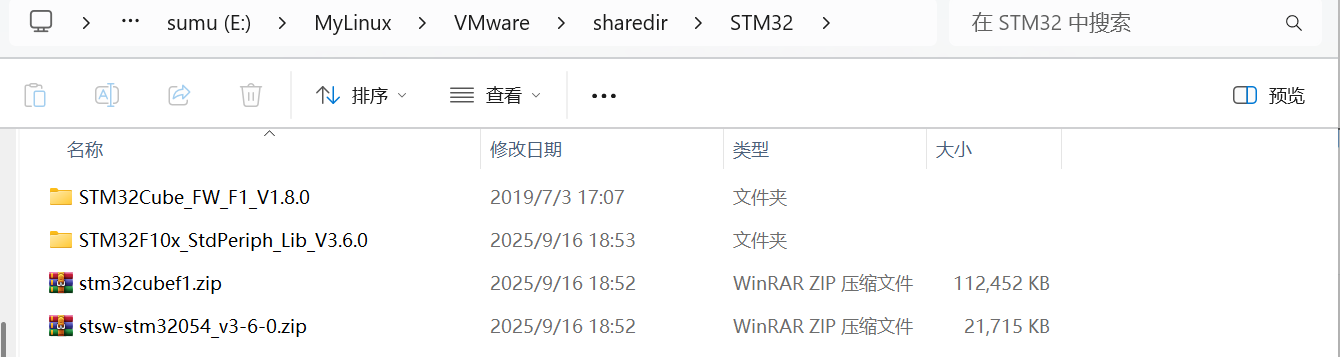 sumu (E:) MyLinux VMware sharedir STM32 在 STM32 中搜索
排序 查看 预览
名称 修改日期 类型 大小
STM32Cube_FW_F1_V1.8.0 2019/7/3 17:07 文件夹
STM32F10x_StdPeriph_Lib_V3.6.0 2025/9/16 18:53 文件夹
stm32cubef1.zip 2025/9/16 18:52 WinRAR ZIP 压缩文件 112,452 KB
stsw-stm32054_v3-6-0.zip 2025/9/16 18:52 WinRAR ZIP 压缩文件 21,715 KB